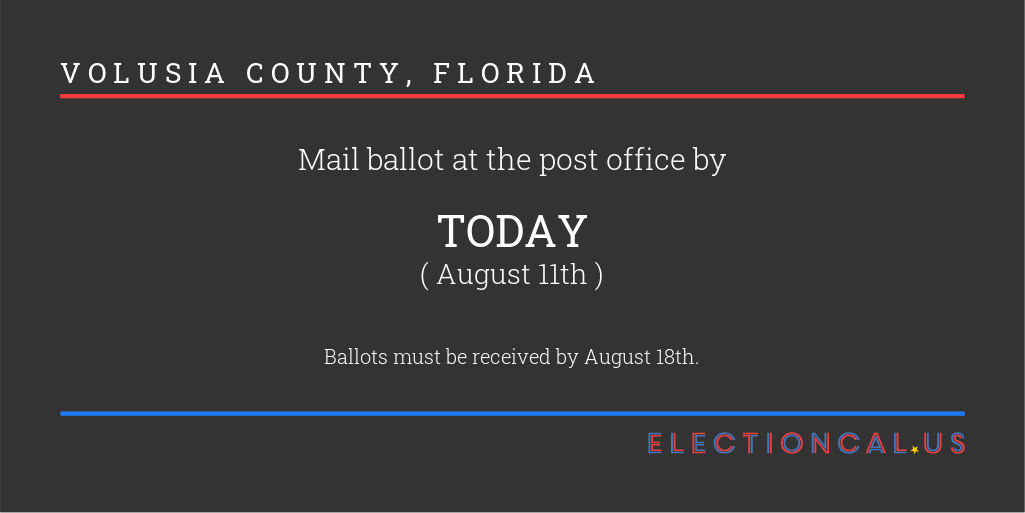 VOLUSIA COUNTY, FLORIDA
Mail ballot at the post office by
TODAY
( August 11th )
Ballots must be received by August 18th.
ELECTIONCAL.US